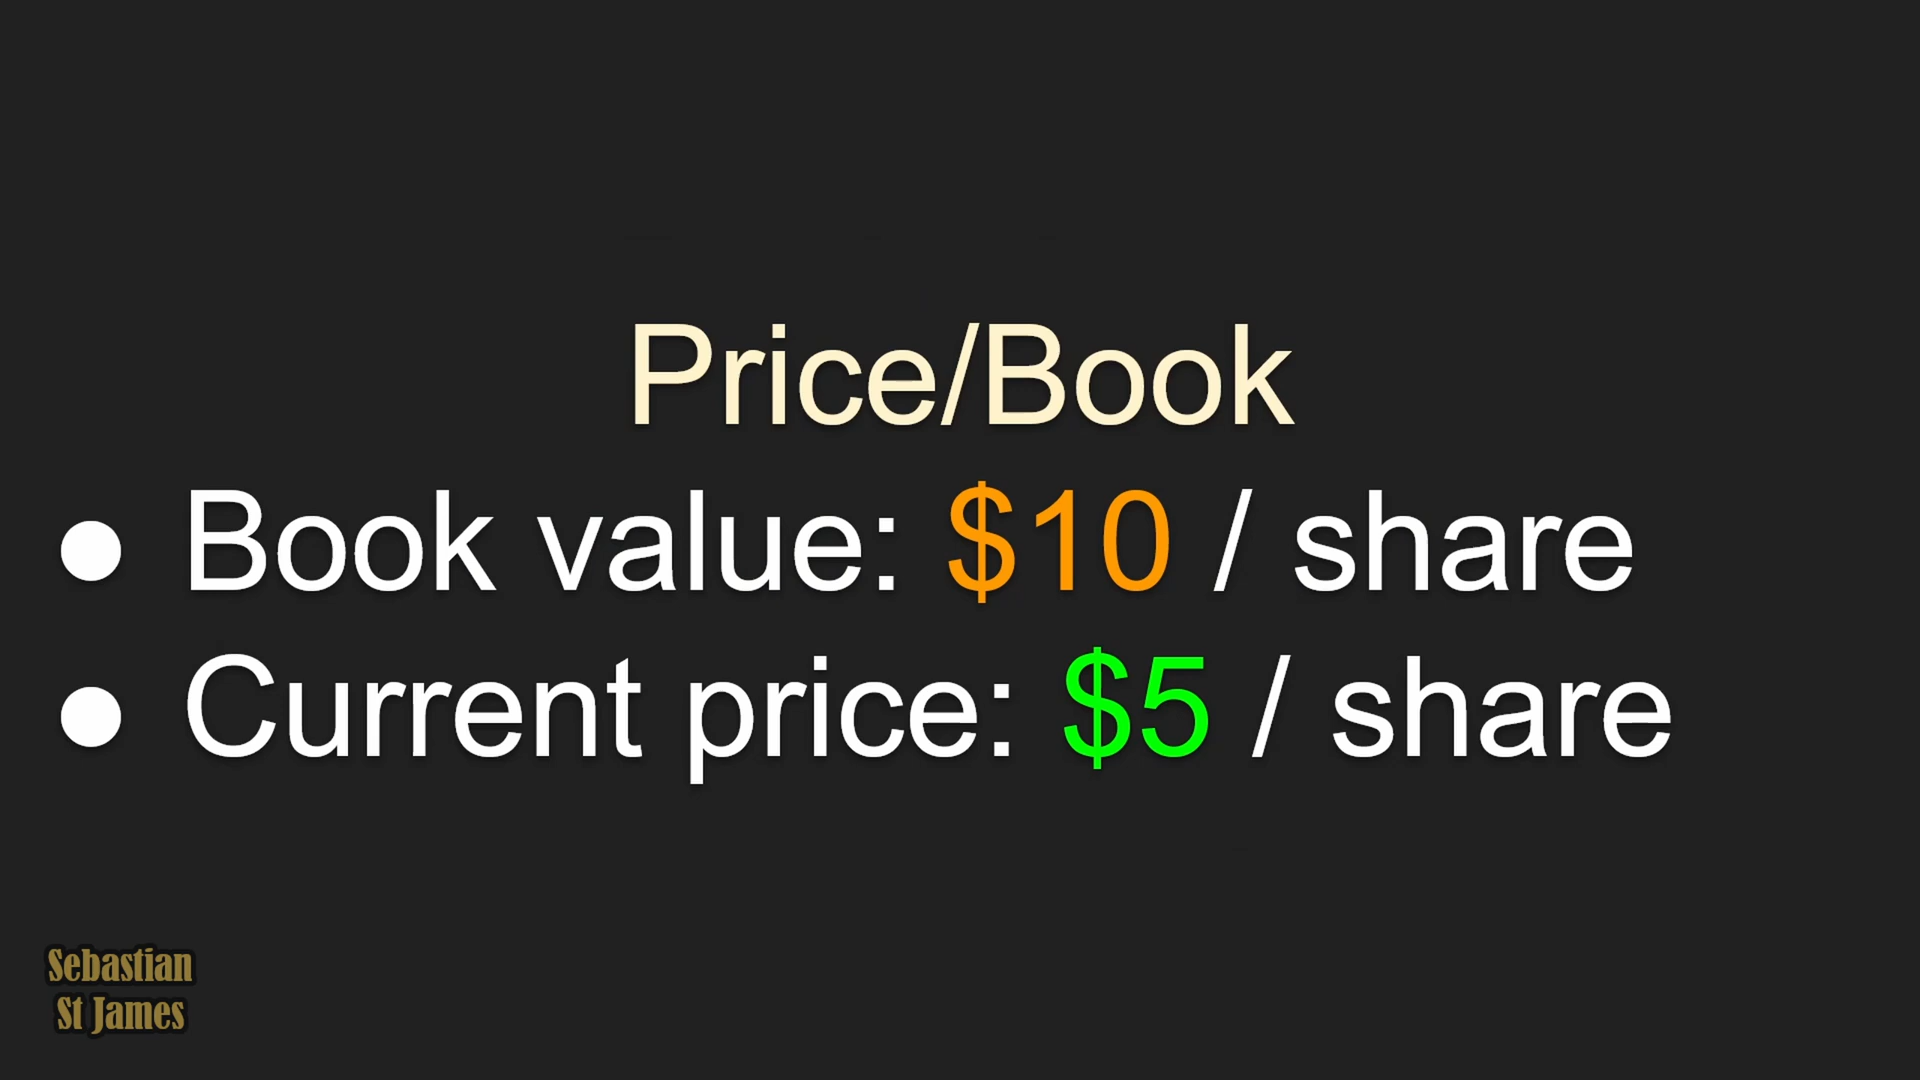 Price/Book
● Book value: $10 / share
● Current price: $5 / share
Sebastian
St James